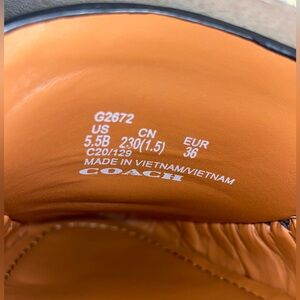 G2672
US CN EUR
5.5B 230(1.5) 36
C20/129
MADE IN VIETNAM/VIETNAM
COACH